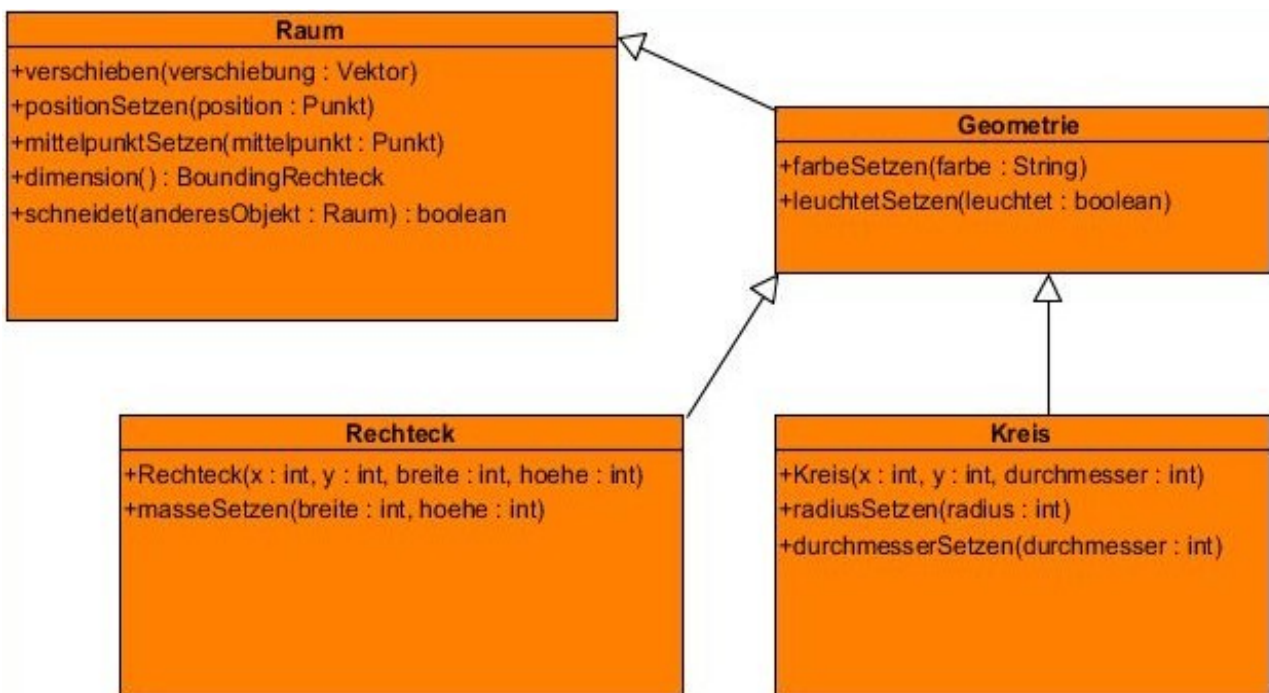 Raum
+verschieben(verschiebung : Vektor)
+positionSetzen(position : Punkt)
+mittelpunktSetzen(mittelpunkt : Punkt)
+dimension() : BoundingRechteck
+schneidet(anderesObjekt : Raum) : boolean
Geometrie
+farbeSetzen(farbe : String)
+leuchtetSetzen(leuchtet : boolean)
Rechteck
+Rechteck(x : int, y : int, breite : int, hoehe : int)
+masseSetzen(breite : int, hoehe : int)
Kreis
+Kreis(x : int, y : int, durchmesser : int)
+radiusSetzen(radius : int)
+durchmesserSetzen(durchmesser : int)